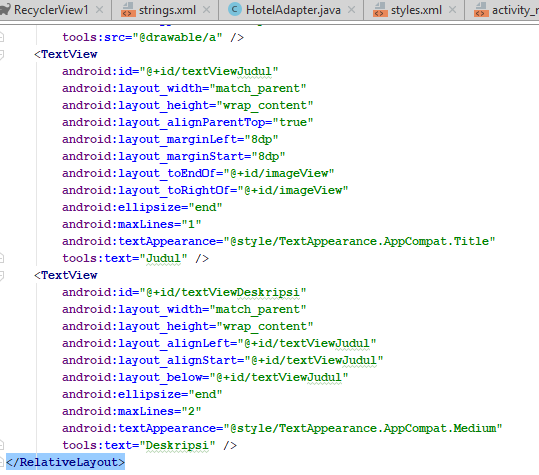 RecyclerView1 strings.xml HotelAdapter.java styles.xml
tools:src="@drawable/a" />
<TextView
android:id="@+id/textViewJudul"
android:layout_width="match_parent"
android:layout_height="wrap_content"
android:layout_alignParentTop="true"
android:layout_marginLeft="8dp"
android:layout_marginStart="8dp"
android:layout_toEndOf="@+id/imageView"
android:layout_toRightOf="@+id/imageView"
android:ellipsize="end"
android:maxLines="1"
android:textAppearance="@style/TextAppearance.AppCompat.Title"
tools:text="Judul" />
<TextView
android:id="@+id/textViewDeskripsi"
android:layout_width="match_parent"
android:layout_height="wrap_content"
android:layout_alignLeft="@+id/textViewJudul"
android:layout_alignStart="@+id/textViewJudul"
android:layout_below="@+id/textViewJudul"
android:ellipsize="end"
android:maxLines="2"
android:textAppearance="@style/TextAppearance.AppCompat.Medium"
tools:text="Deskripsi" />
</RelativeLayout>